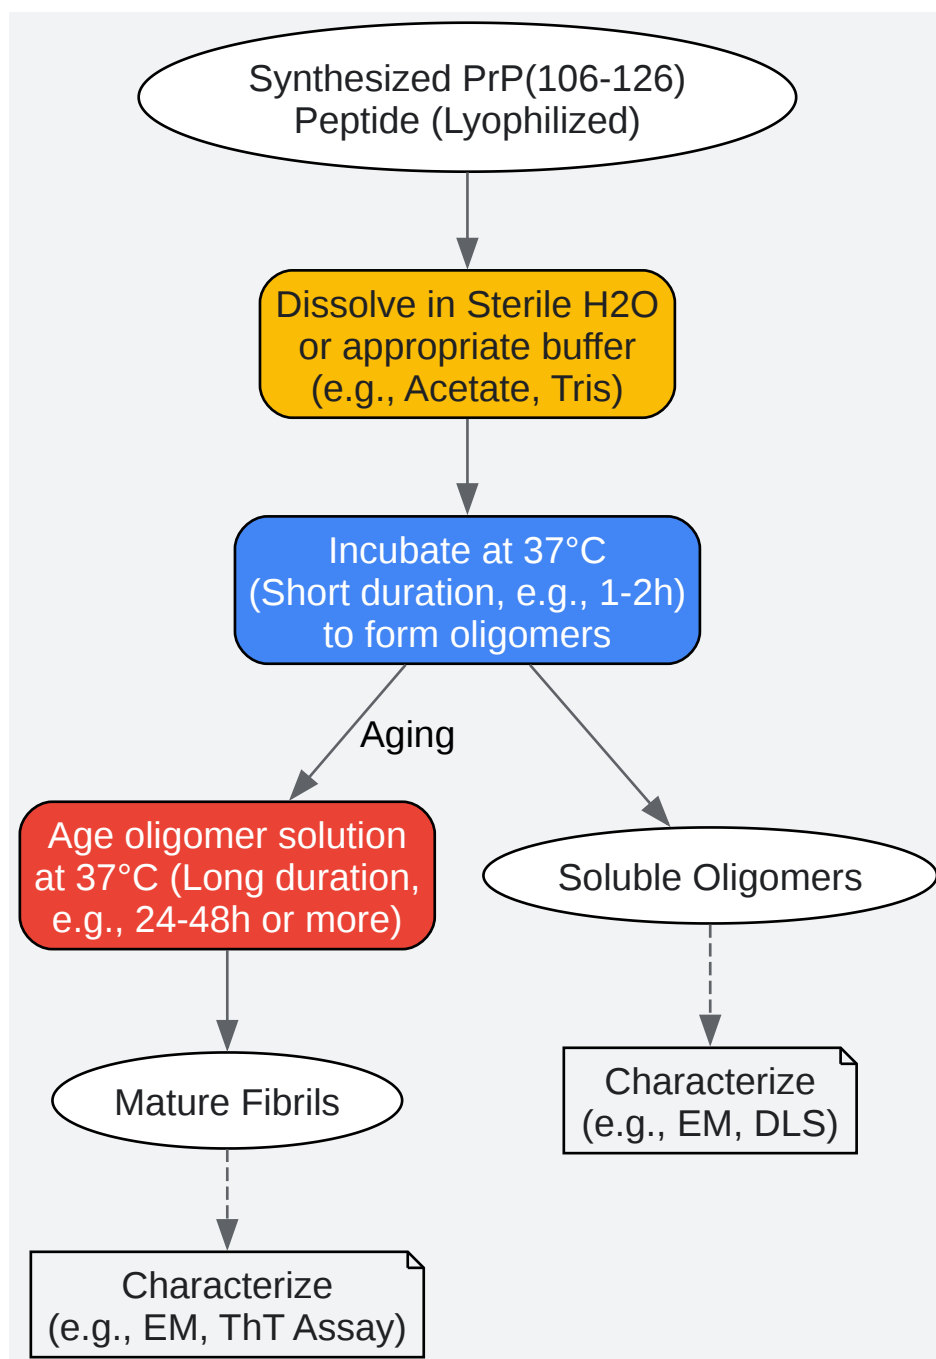 Synthesized PrP(106-126)
Peptide (Lyophilized)
Dissolve in Sterile H2O
or appropriate buffer
(e.g., Acetate, Tris)
Incubate at 37°C
(Short duration, e.g., 1-2h)
to form oligomers
Aging
Age oligomer solution
at 37°C (Long duration,
e.g., 24-48h or more)
Soluble Oligomers
Mature Fibrils
Characterize
(e.g., EM, DLS)
Characterize
(e.g., EM, ThT Assay)